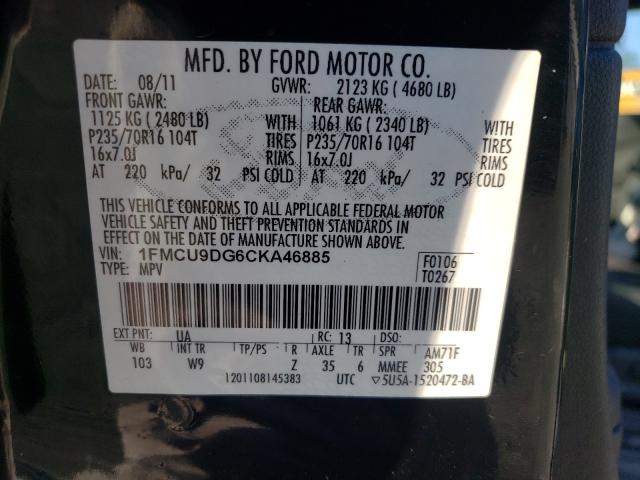 MFD. BY FORD MOTOR CO.
DATE: 08/11 GVWR: 2123 KG ( 4680 LB)
FRONT GAWR: REAR GAWR:
1125 KG ( 2480 LB) WITH 1061 KG ( 2340 LB) WITH
P235/70R16 104T TIRES P235/70R16 104T TIRES
16x7.0J RIMS 16x7.0J RIMS
AT 220 kPa/ 32 PSI COLD AT 220 kPa/ 32 PSI COLD
THIS VEHICLE CONFORMS TO ALL APPLICABLE FEDERAL MOTOR
VEHICLE SAFETY AND THEFT PREVENTION STANDARDS IN
EFFECT ON THE DATE OF MANUFACTURE SHOWN ABOVE.
VIN: 1FMCU9DG6CKA46885 F0106
TYPE: MPV T0267
EXT PNT: UA RC: 13 DSO:
WB INT TR TP/PS R AXLE TR SPR AM71F
103 W9 Z 35 6 MMEE 305
1201108145383 UTC 5U5A-1520472-BA